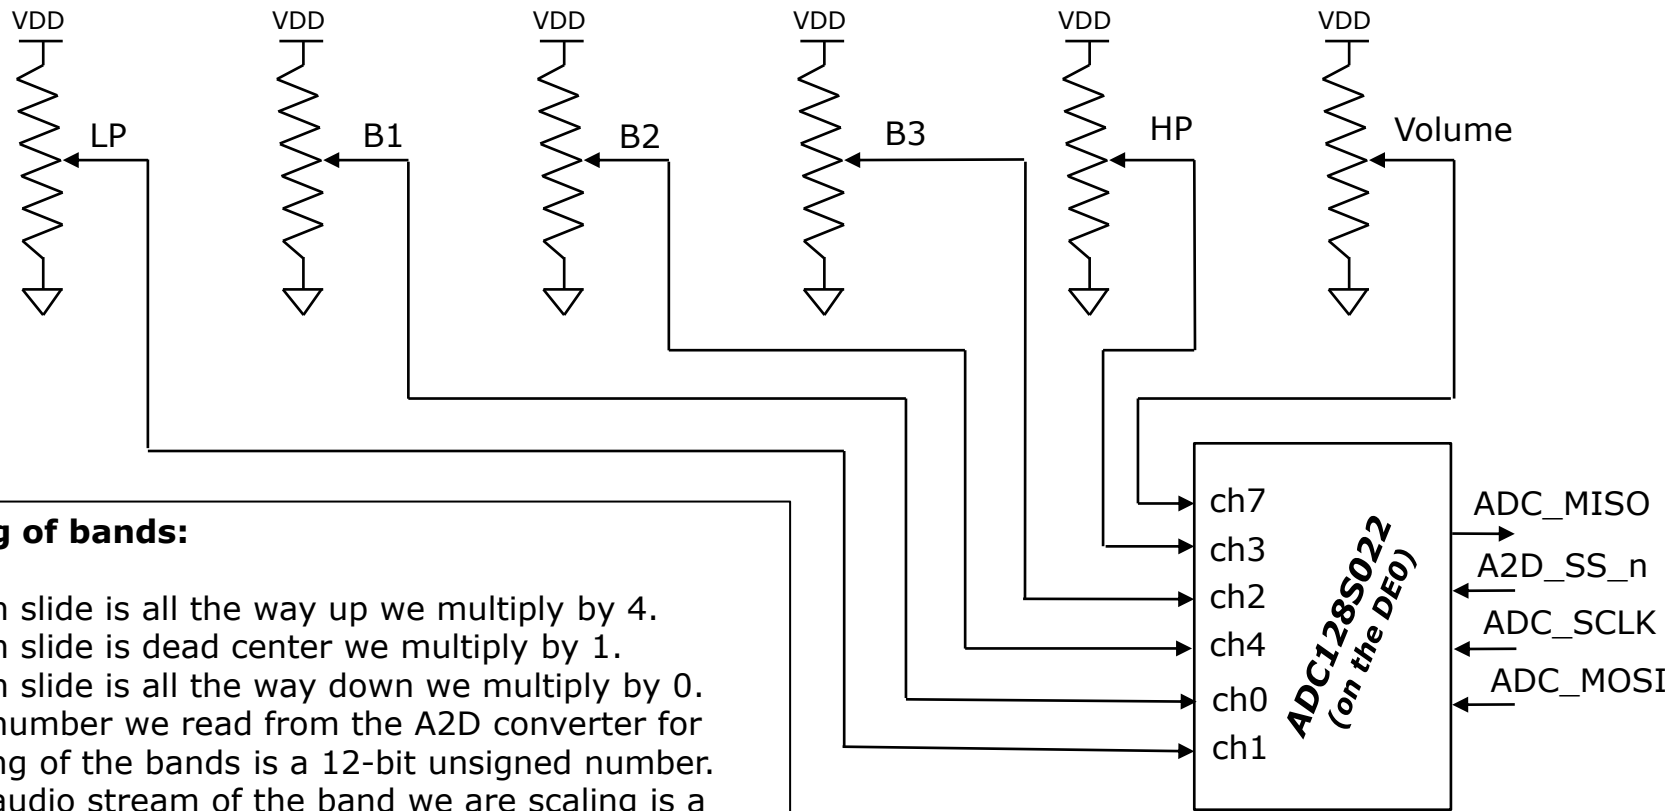 VDD VDD VDD VDD VDD VDD
LP B1 B2 B3 HP Volume
g of bands:
n slide is all the way up we multiply by 4.
n slide is dead center we multiply by 1.
n slide is all the way down we multiply by 0.
number we read from the A2D converter for
ng of the bands is a 12-bit unsigned number.
audio stream of the band we are scaling is a
ch7
ch3
ch2
ch4
ch0
ch1
ADC128S022
(on the DE0)
ADC_MISO
A2D_SS_n
ADC_SCLK
ADC_MOSI